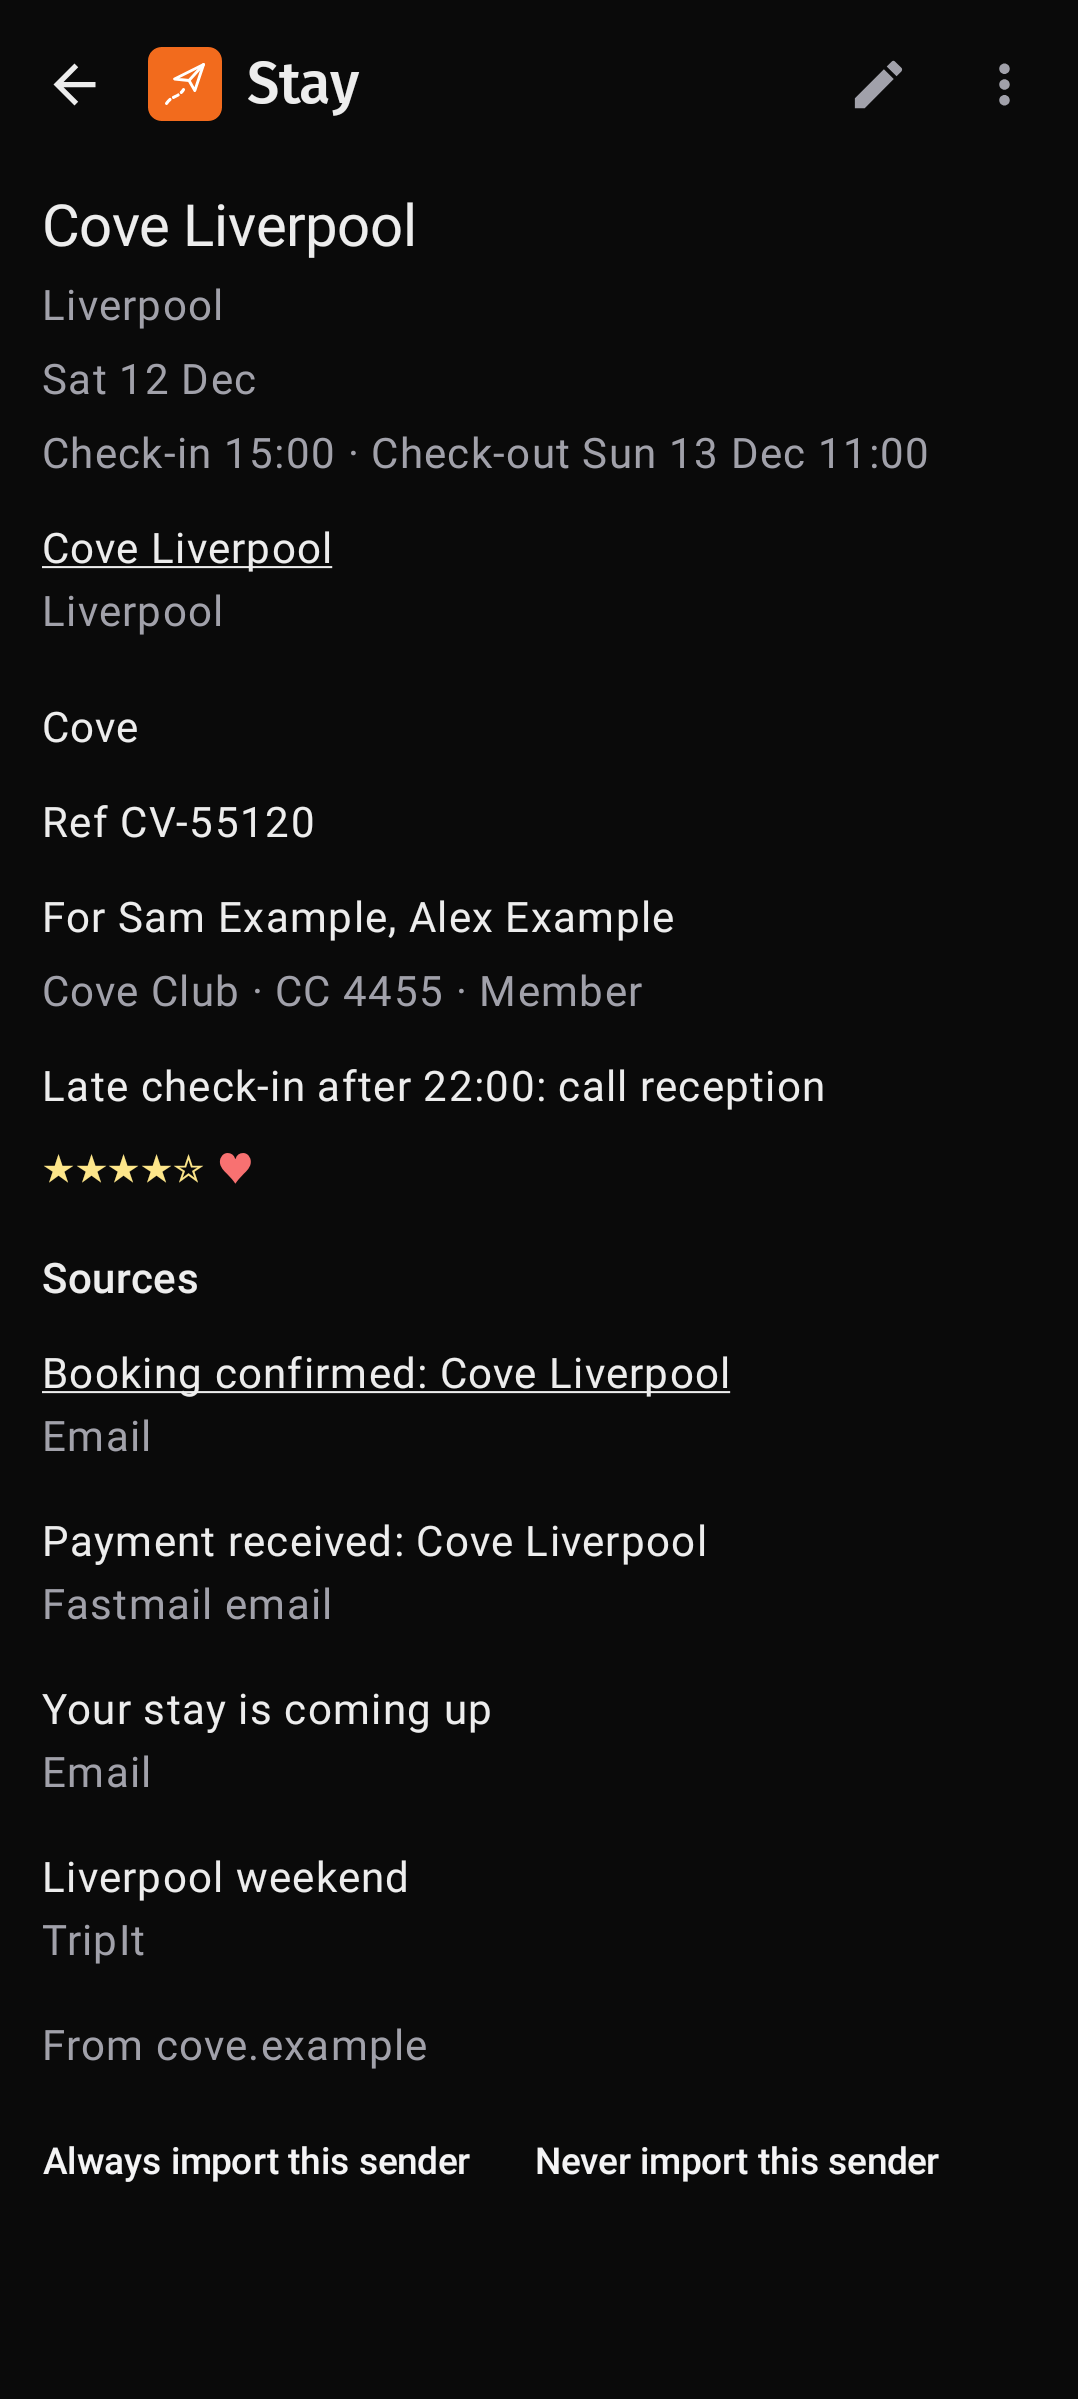 Stay
Cove Liverpool
Liverpool
Sat 12 Dec
Check-in 15:00 · Check-out Sun 13 Dec 11:00
Cove Liverpool
Liverpool
Cove
Ref CV-55120
For Sam Example, Alex Example
Cove Club · CC 4455 · Member
Late check-in after 22:00: call reception
★★★★☆ ♥
Sources
Booking confirmed: Cove Liverpool
Email
Payment received: Cove Liverpool
Fastmail email
Your stay is coming up
Email
Liverpool weekend
TripIt
From cove.example
Always import this sender Never import this sender